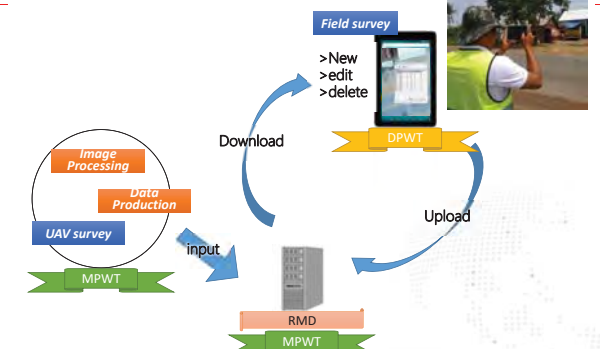 Field survey
>New
>edit
>delete
DPWT
Download
Image
Processing
Data
Production
UAV survey
MPWT
input
Upload
RMD
MPWT